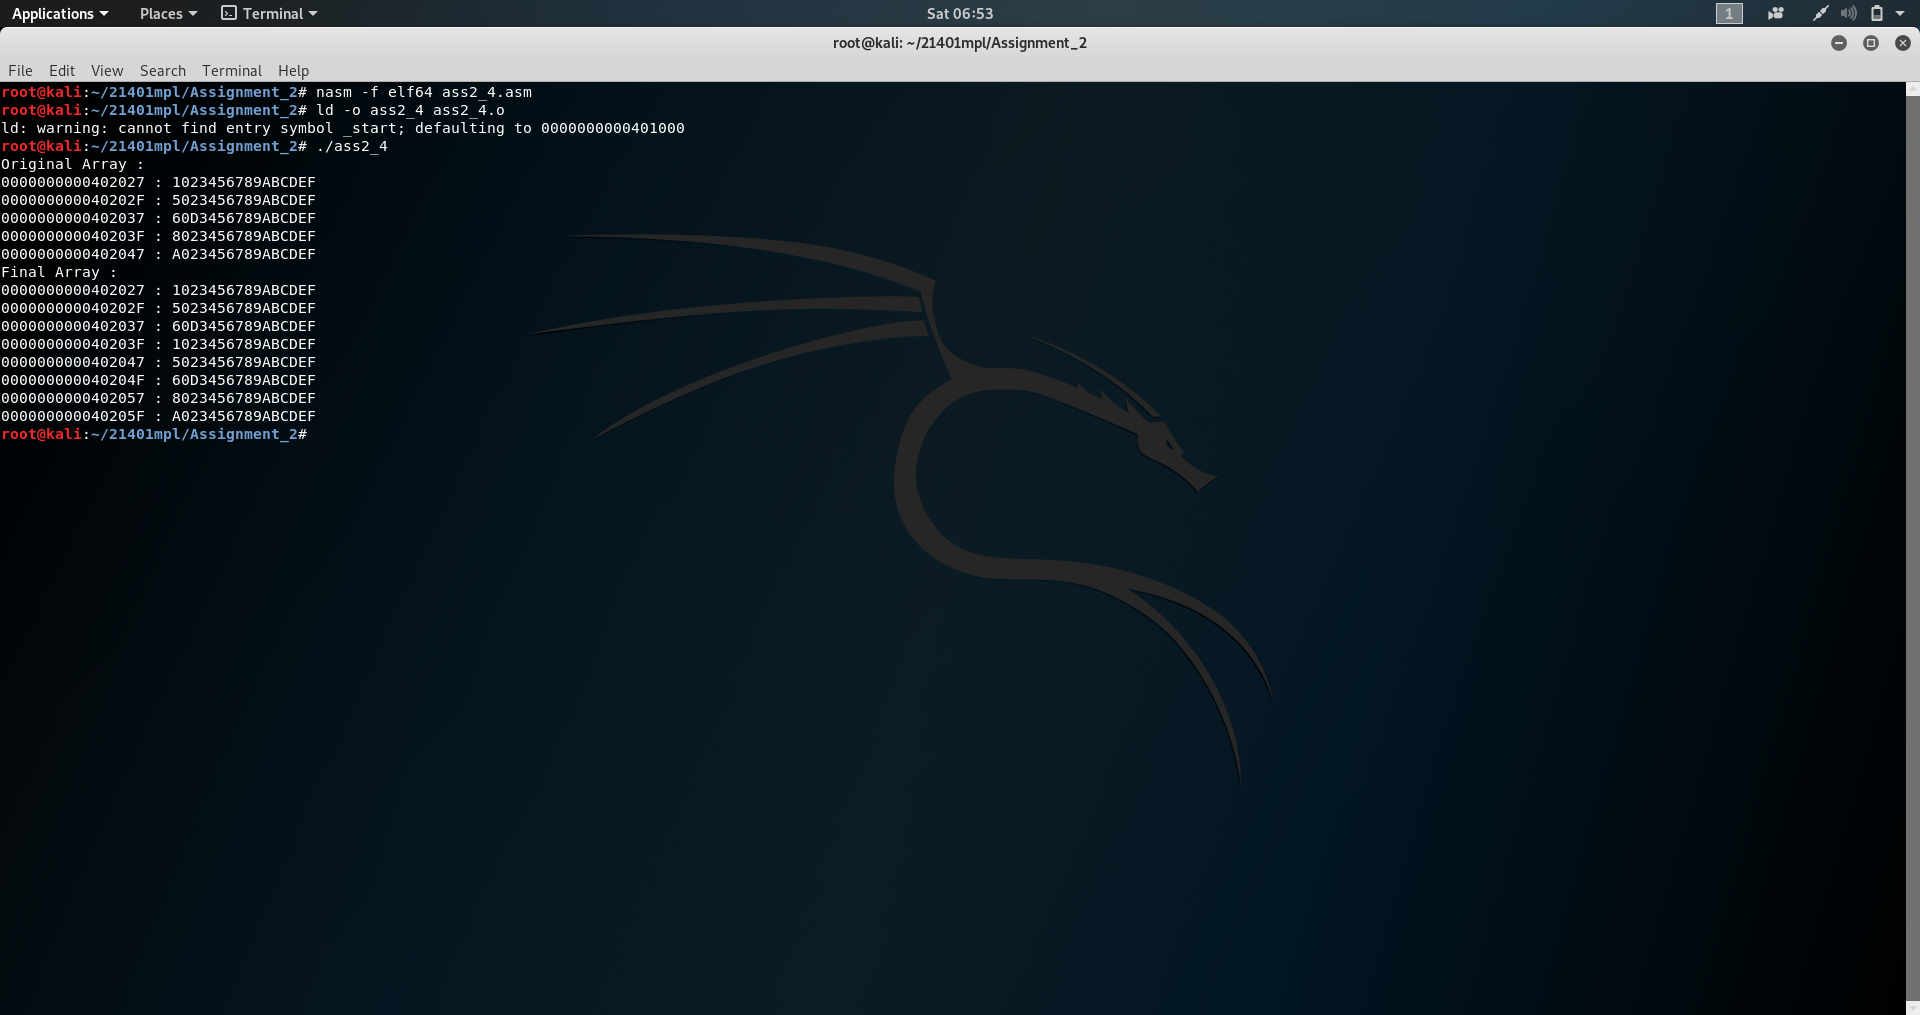 Applications Places Terminal Sat 06:53 1
root@kali: ~/21401mpl/Assignment_2
File Edit View Search Terminal Help
root@kali:~/21401mpl/Assignment_2# nasm -f elf64 ass2_4.asm
root@kali:~/21401mpl/Assignment_2# ld -o ass2_4 ass2_4.o
ld: warning: cannot find entry symbol _start; defaulting to 0000000000401000
root@kali:~/21401mpl/Assignment_2# ./ass2_4
Original Array :
0000000000402027 : 1023456789ABCDEF
000000000040202F : 5023456789ABCDEF
0000000000402037 : 60D3456789ABCDEF
000000000040203F : 8023456789ABCDEF
0000000000402047 : A023456789ABCDEF
Final Array :
0000000000402027 : 1023456789ABCDEF
000000000040202F : 5023456789ABCDEF
0000000000402037 : 60D3456789ABCDEF
000000000040203F : 1023456789ABCDEF
0000000000402047 : 5023456789ABCDEF
000000000040204F : 60D3456789ABCDEF
0000000000402057 : 8023456789ABCDEF
000000000040205F : A023456789ABCDEF
root@kali:~/21401mpl/Assignment_2#